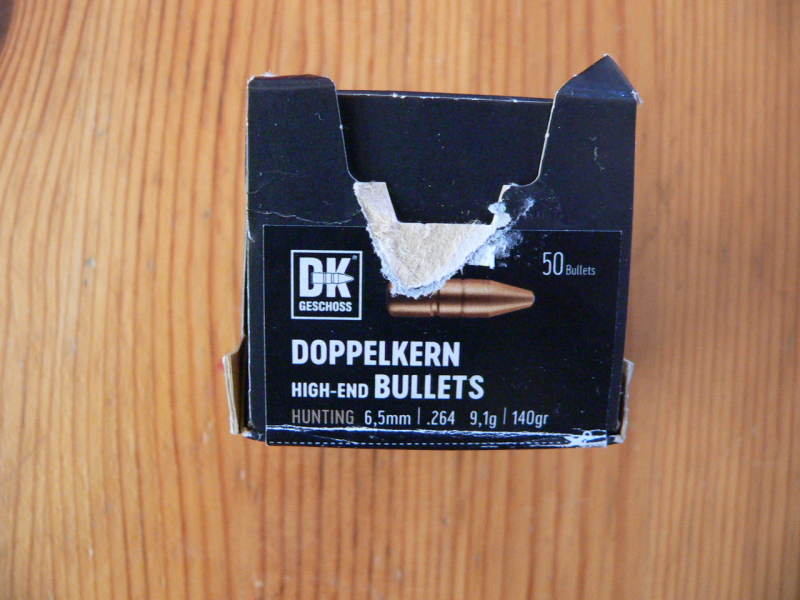 DK®
GESCHOSS
50 Bullets
DOPPELKERN
HIGH-END BULLETS
HUNTING 6,5mm | .264 9,1g | 140gr